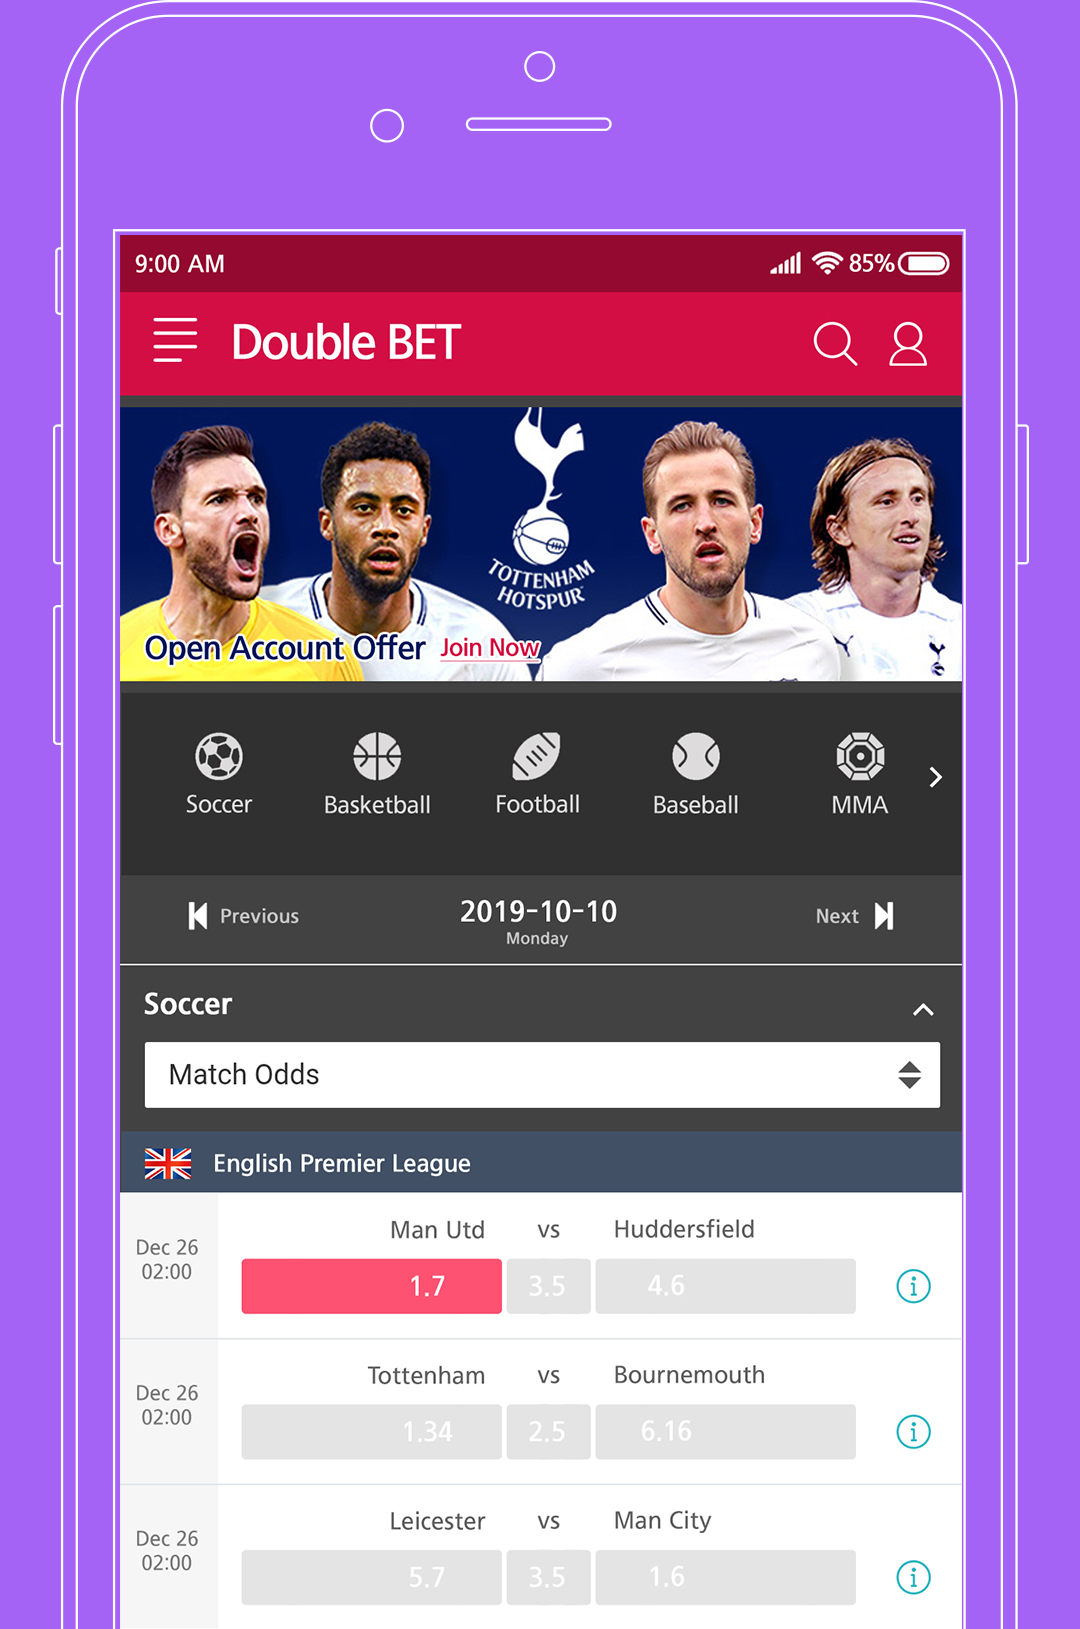 9:00 AM 85%
Double BET
TOTTENHAM
HOTSPUR
Open Account Offer Join Now
Soccer Basketball Football Baseball MMA
Previous 2019-10-10 Next
Monday
Soccer
Match Odds
English Premier League
Man Utd vs Huddersfield
Dec 26
02:00
1.7 3.5 4.6
Tottenham vs Bournemouth
Dec 26
02:00
1.34 2.5 6.16
Leicester vs Man City
Dec 26
02:00
5.7 3.5 1.6